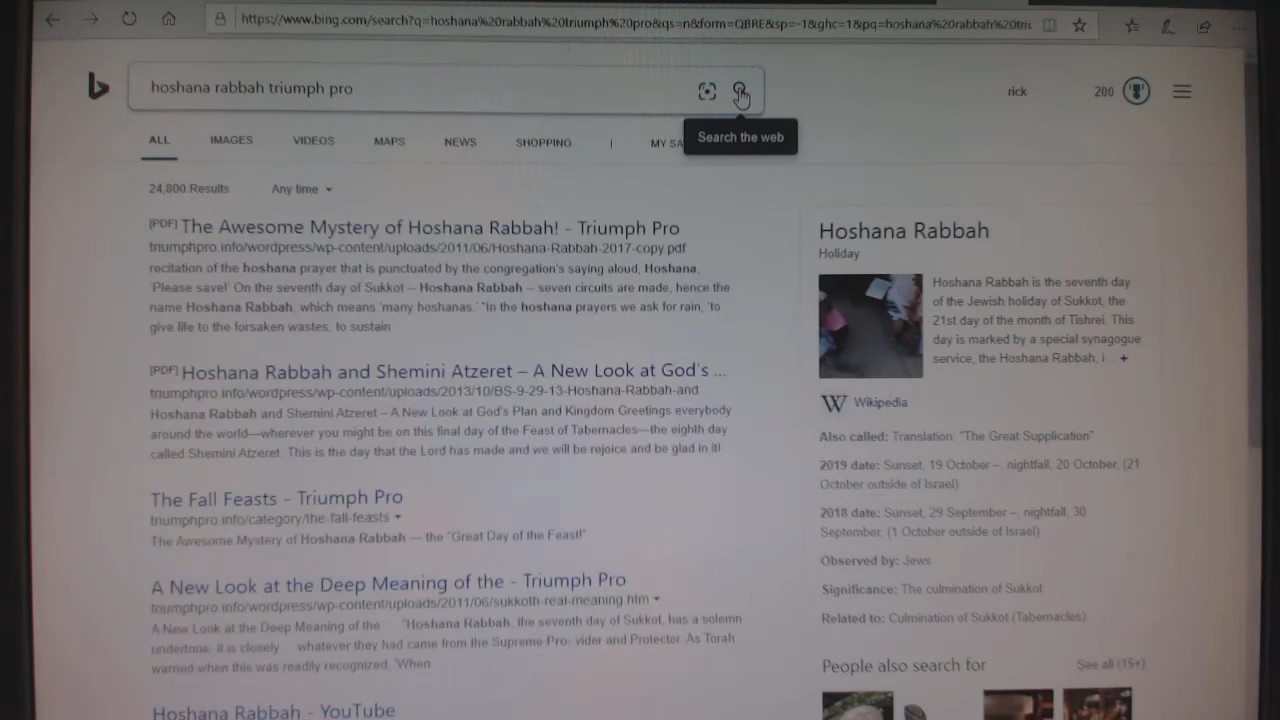 https://www.bing.com/search?q=hoshana%20rabbah%20triumph%20pro&qs=n&form=QBRE&sp=-1&ghc=1&pq=hoshana%20rabbah%20triu
hoshana rabbah triumph pro
rick
200
Search the web
ALL IMAGES VIDEOS MAPS NEWS SHOPPING | MY SA
24,800 Results Any time
[PDF] The Awesome Mystery of Hoshana Rabbah! - Triumph Pro
triumphpro.info/wordpress/wp-content/uploads/2011/06/Hoshana-Rabbah-2017-copy.pdf
recitation of the hoshana prayer that is punctuated by the congregation's saying aloud, Hoshana,
'Please save!' On the seventh day of Sukkot – Hoshana Rabbah – seven circuits are made, hence the
name Hoshana Rabbah, which means 'many hoshanas.' "In the hoshana prayers we ask for rain, 'to
give life to the forsaken wastes, to sustain
[PDF] Hoshana Rabbah and Shemini Atzeret – A New Look at God's ...
triumphpro.info/wordpress/wp-content/uploads/2013/10/BS-9-29-13-Hoshana-Rabbah-and
Hoshana Rabbah and Shemini Atzeret – A New Look at God's Plan and Kingdom Greetings everybody
around the world—wherever you might be on this final day of the Feast of Tabernacles—the eighth day
called Shemini Atzeret. This is the day that the Lord has made and we will be rejoice and be glad in it!
The Fall Feasts - Triumph Pro
triumphpro.info/category/the-fall-feasts
The Awesome Mystery of Hoshana Rabbah — the "Great Day of the Feast!"
A New Look at the Deep Meaning of the - Triumph Pro
triumphpro.info/wordpress/wp-content/uploads/2011/06/sukkoth-real-meaning.htm
A New Look at the Deep Meaning of the "Hoshana Rabbah, the seventh day of Sukkot, has a solemn
undertone. it is closely whatever they had came from the Supreme Pro- vider and Protector. As Torah
warned when this was readily recognized, 'When
Hoshana Rabbah - YouTube
Hoshana Rabbah
Holiday
Hoshana Rabbah is the seventh day
of the Jewish holiday of Sukkot, the
21st day of the month of Tishrei. This
day is marked by a special synagogue
service, the Hoshana Rabbah, i... +
W Wikipedia
Also called: Translation: "The Great Supplication"
2019 date: Sunset, 19 October –, nightfall, 20 October, (21
October outside of Israel)
2018 date: Sunset, 29 September –, nightfall, 30
September, (1 October outside of Israel)
Observed by: Jews
Significance: The culmination of Sukkot
Related to: Culmination of Sukkot (Tabernacles)
People also search for See all (15+)